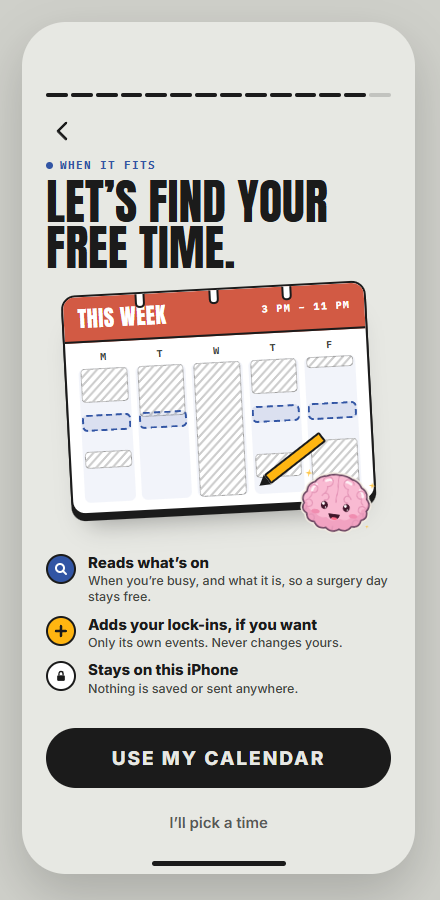 WHEN IT FITS
LET’S FIND YOUR
FREE TIME.
THIS WEEK
3 PM – 11 PM
M T W T F
Reads what’s on
When you’re busy, and what it is, so a surgery day
stays free.
Adds your lock-ins, if you want
Only its own events. Never changes yours.
Stays on this iPhone
Nothing is saved or sent anywhere.
USE MY CALENDAR
I’ll pick a time